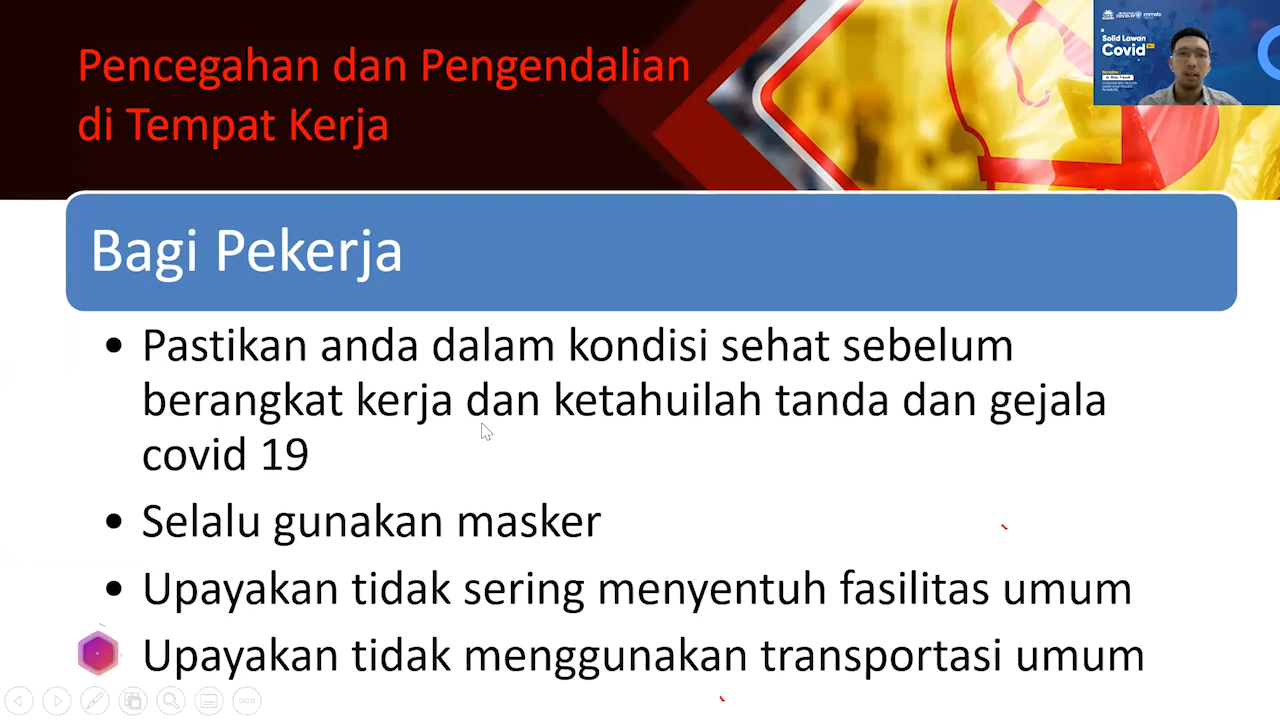 Pencegahan dan Pengendalian
di Tempat Kerja
Solid Lawan
Covid
Bagi Pekerja
• Pastikan anda dalam kondisi sehat sebelum
berangkat kerja dan ketahuilah tanda dan gejala
covid 19
• Selalu gunakan masker
• Upayakan tidak sering menyentuh fasilitas umum
Upayakan tidak menggunakan transportasi umum